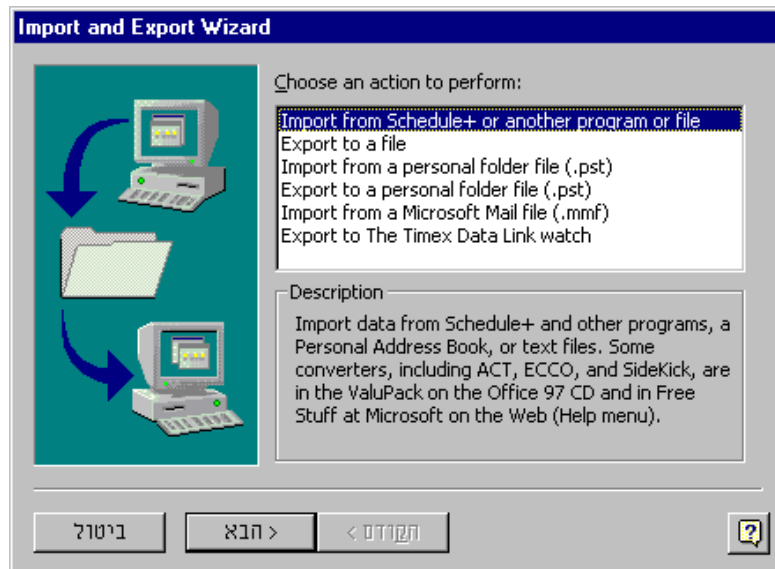 Import and Export Wizard
Choose an action to perform:
Import from Schedule+ or another program or file
Export to a file
Import from a personal folder file (.pst)
Export to a personal folder file (.pst)
Import from a Microsoft Mail file (.mmf)
Export to The Timex Data Link watch
Description
Import data from Schedule+ and other programs, a
Personal Address Book, or text files. Some
converters, including ACT, ECCO, and SideKick, are
in the ValuPack on the Office 97 CD and in Free
Stuff at Microsoft on the Web (Help menu).
ביטול
הבא >
< הקודם
?